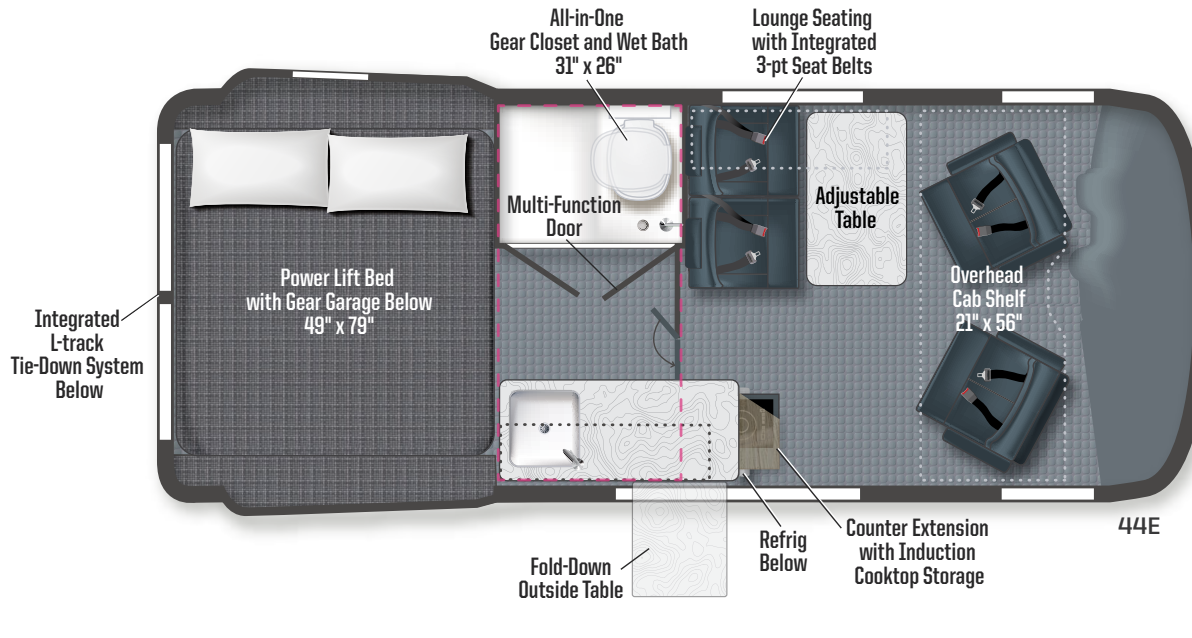 All-in-One
Gear Closet and Wet Bath
31" x 26"
Lounge Seating
with Integrated
3-pt Seat Belts
Multi-Function
Door
Adjustable
Table
Power Lift Bed
with Gear Garage Below
49" x 79"
Overhead
Cab Shelf
21" x 56"
Integrated
L-track
Tie-Down System
Below
Fold-Down
Outside Table
Refrig
Below
Counter Extension
with Induction
Cooktop Storage
44E